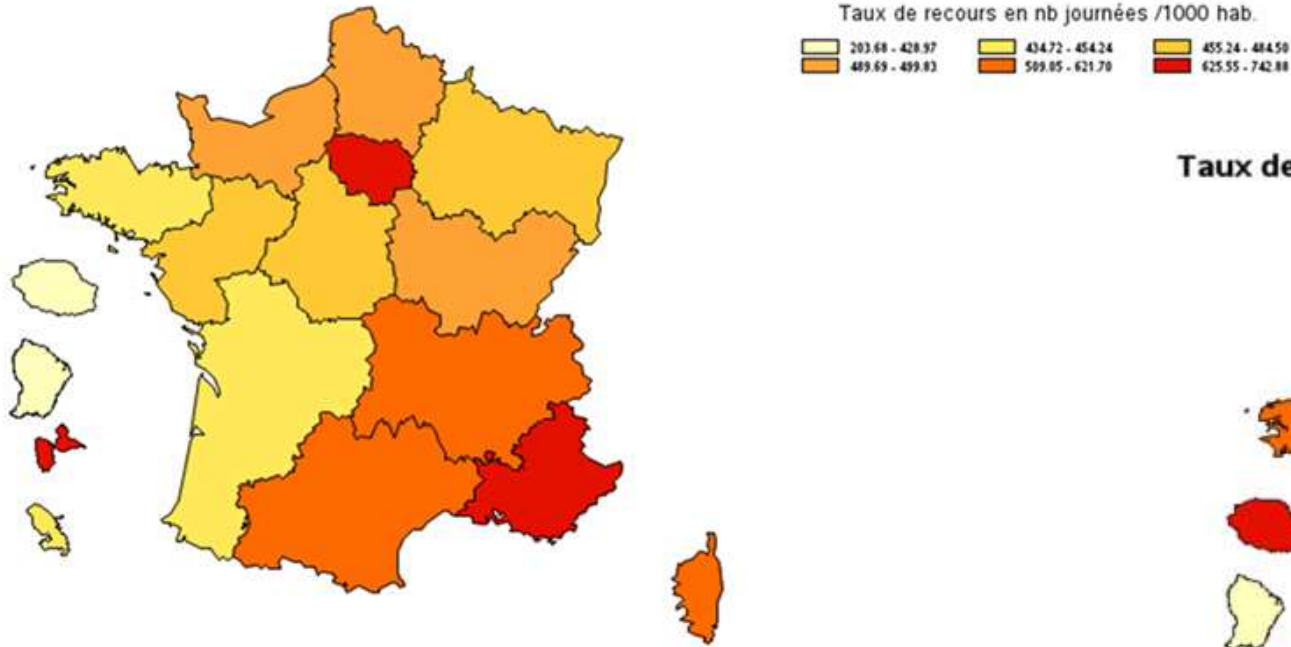 Taux de recours en nb journées /1000 hab.
203.68 - 428.97 434.72 - 454.24 455.24 - 484.50
489.69 - 499.83 509.05 - 621.70 625.55 - 742.88
Taux de